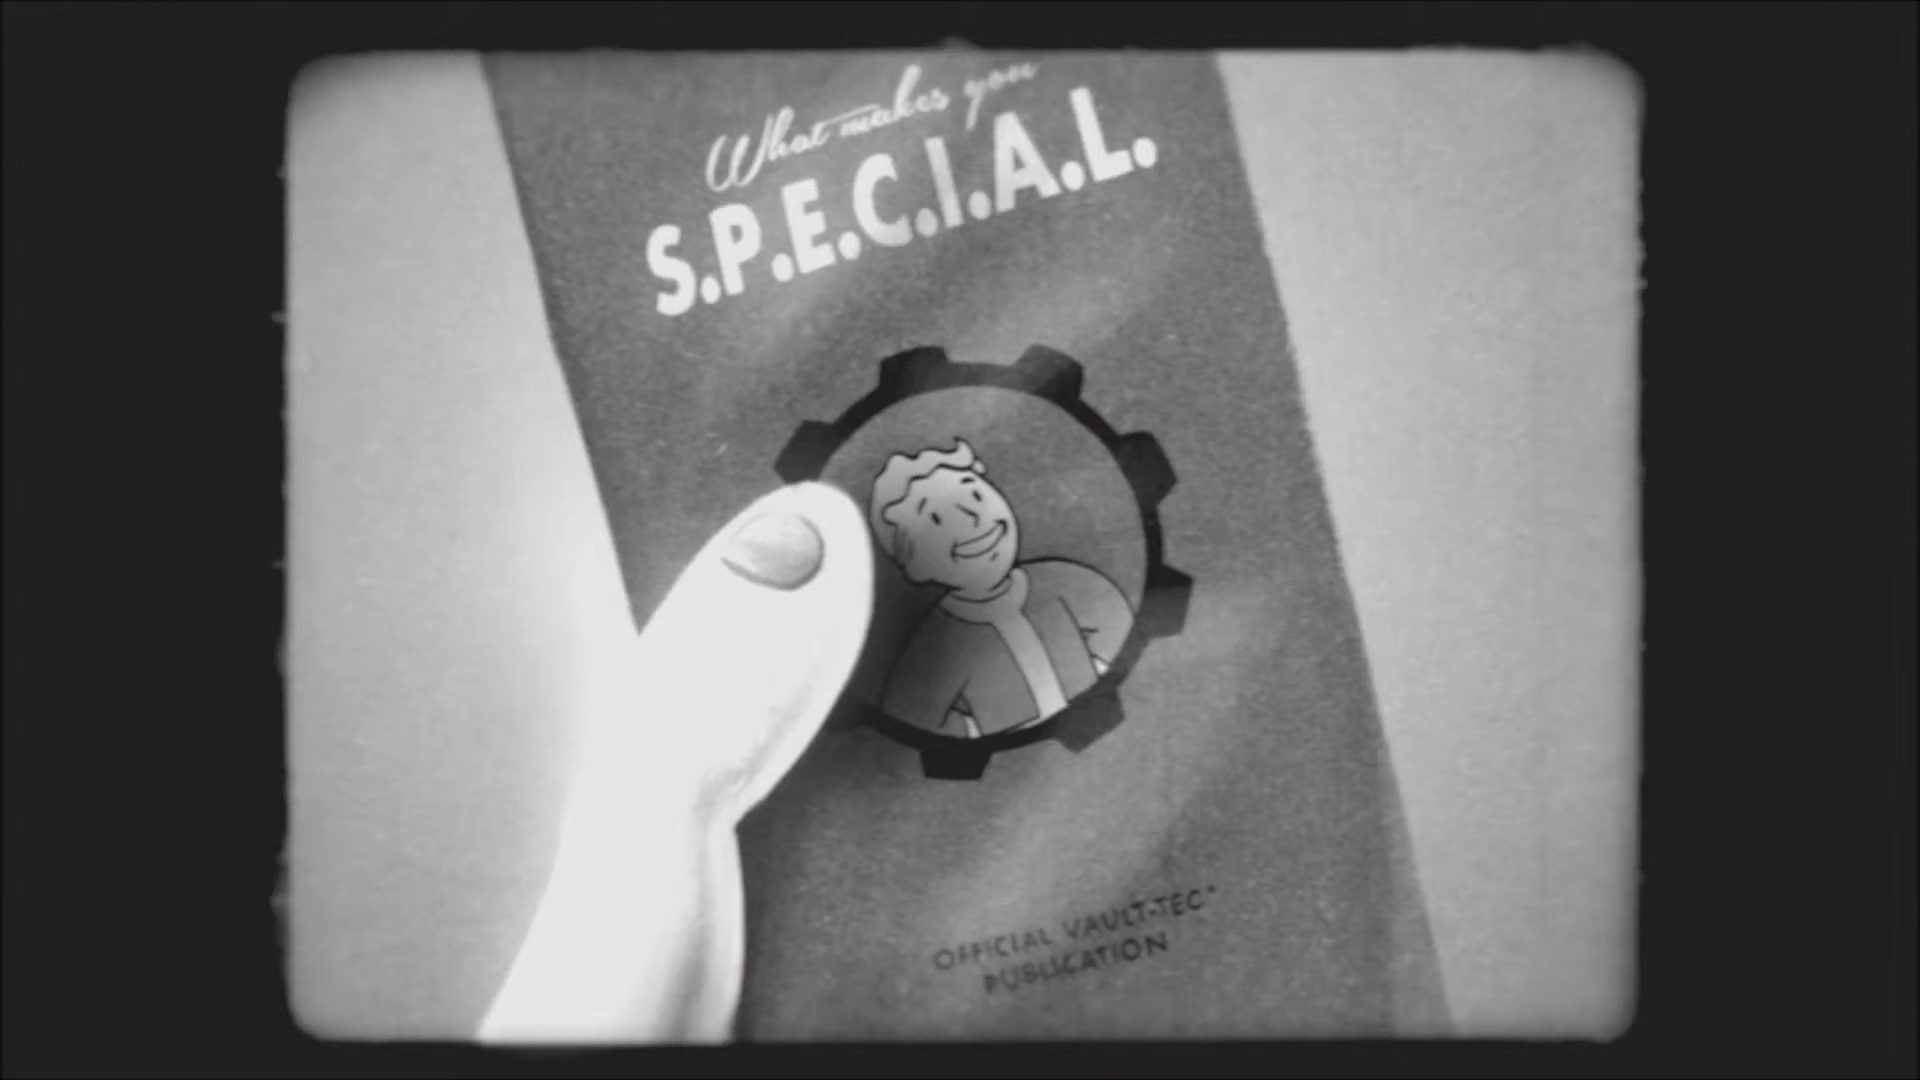 What makes you
S.P.E.C.I.A.L.
OFFICIAL VAULT-TEC
PUBLICATION